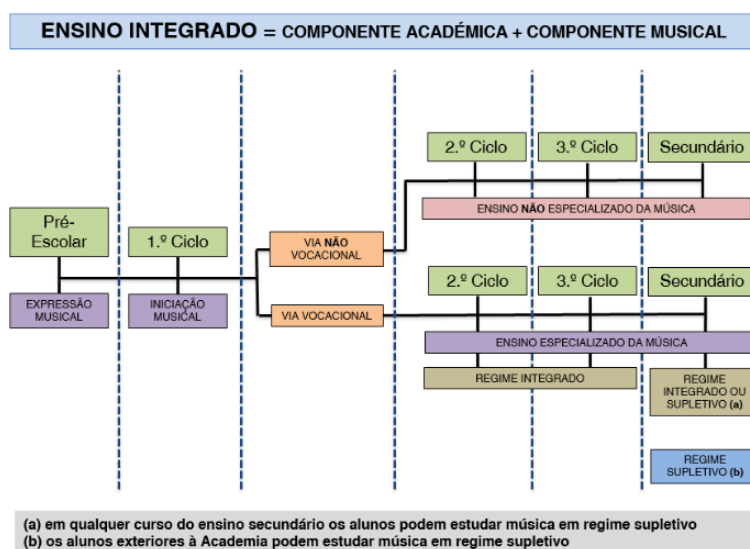 ENSINO INTEGRADO = COMPONENTE ACADÉMICA + COMPONENTE MUSICAL
2.º Ciclo
3.º Ciclo
Secundário
ENSINO NÃO ESPECIALIZADO DA MÚSICA
Pré-
Escolar
1.º Ciclo
VIA NÃO
VOCACIONAL
EXPRESSÃO
MUSICAL
INICIAÇÃO
MUSICAL
VIA VOCACIONAL
2.º Ciclo
3.º Ciclo
Secundário
ENSINO ESPECIALIZADO DA MÚSICA
REGIME INTEGRADO
REGIME
INTEGRADO OU
SUPLETIVO (a)
REGIME
SUPLETIVO (b)
(a) em qualquer curso do ensino secundário os alunos podem estudar música em regime supletivo
(b) os alunos exteriores à Academia podem estudar música em regime supletivo